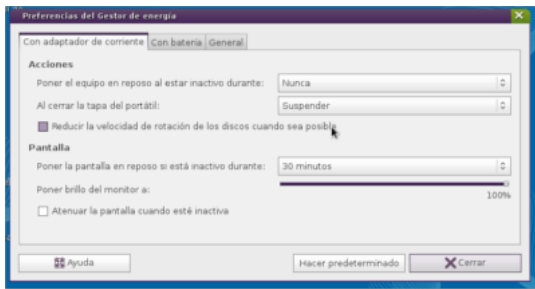 Preferencias del Gestor de energía
Con adaptador de corriente Con batería General
Acciones
Poner el equipo en reposo al estar inactivo durante: Nunca
Al cerrar la tapa del portátil: Suspender
Reducir la velocidad de rotación de los discos cuando sea posible
Pantalla
Poner la pantalla en reposo si está inactivo durante: 30 minutos
Poner brillo del monitor a:
100%
Atenuar la pantalla cuando esté inactiva
Ayuda Hacer predeterminado Cerrar